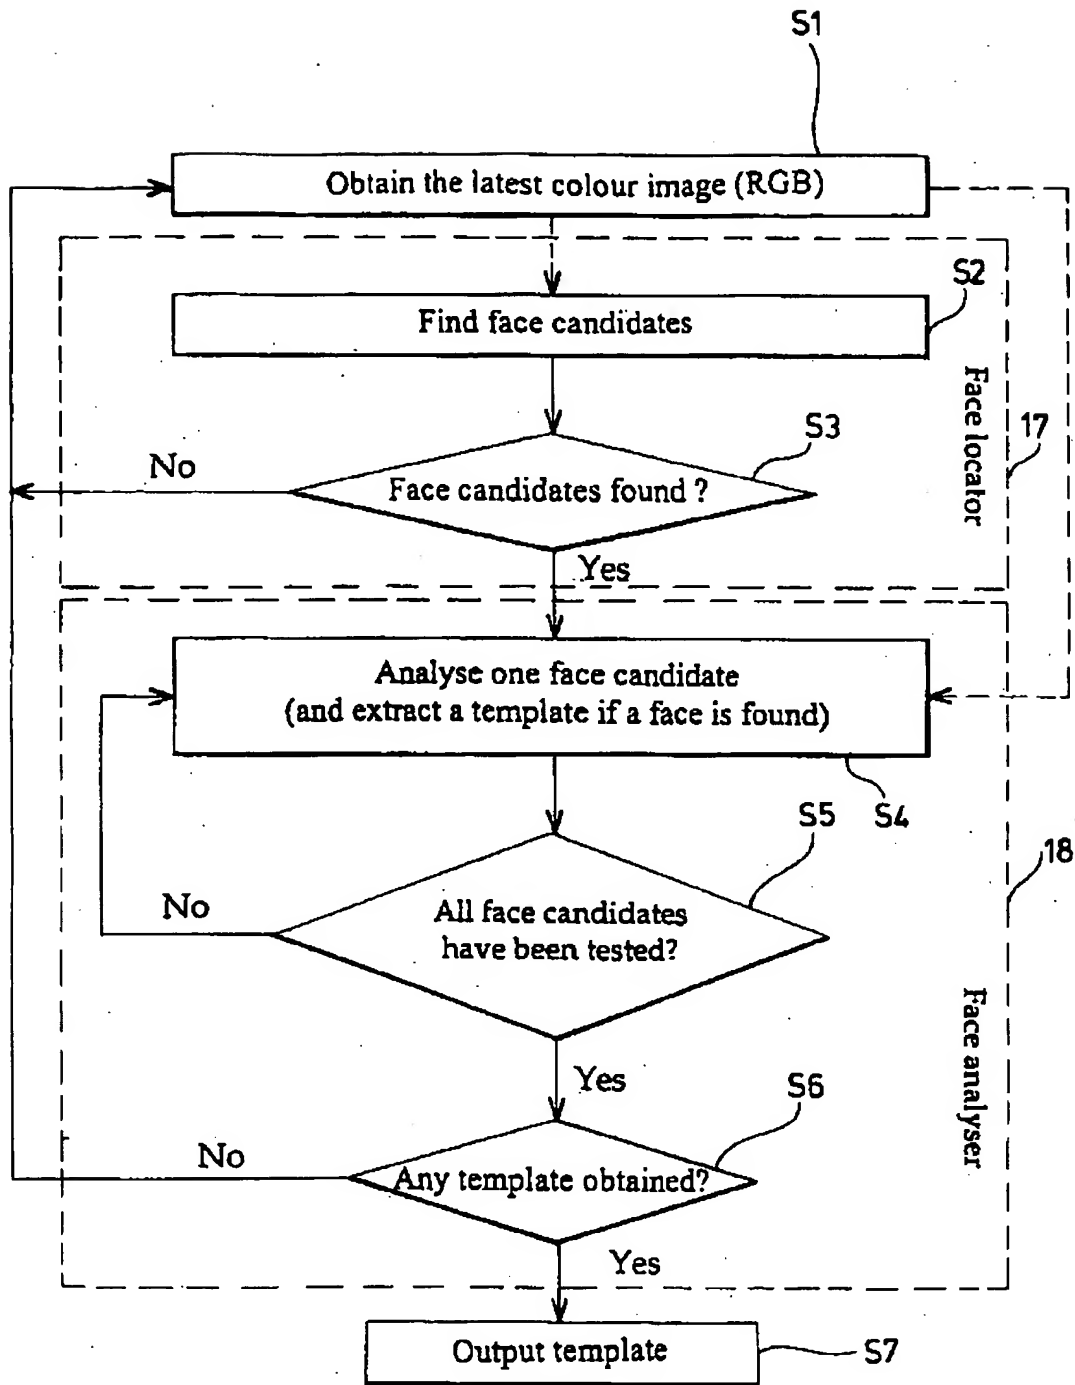 S1
Obtain the latest colour image (RGB)
S2
Find face candidates
Face locator
17
S3
No
Face candidates found ?
Yes
Analyse one face candidate
(and extract a template if a face is found)
S4
S5
18
No
All face candidates
have been tested?
Face analyser
Yes
S6
No
Any template obtained?
Yes
Output template
S7